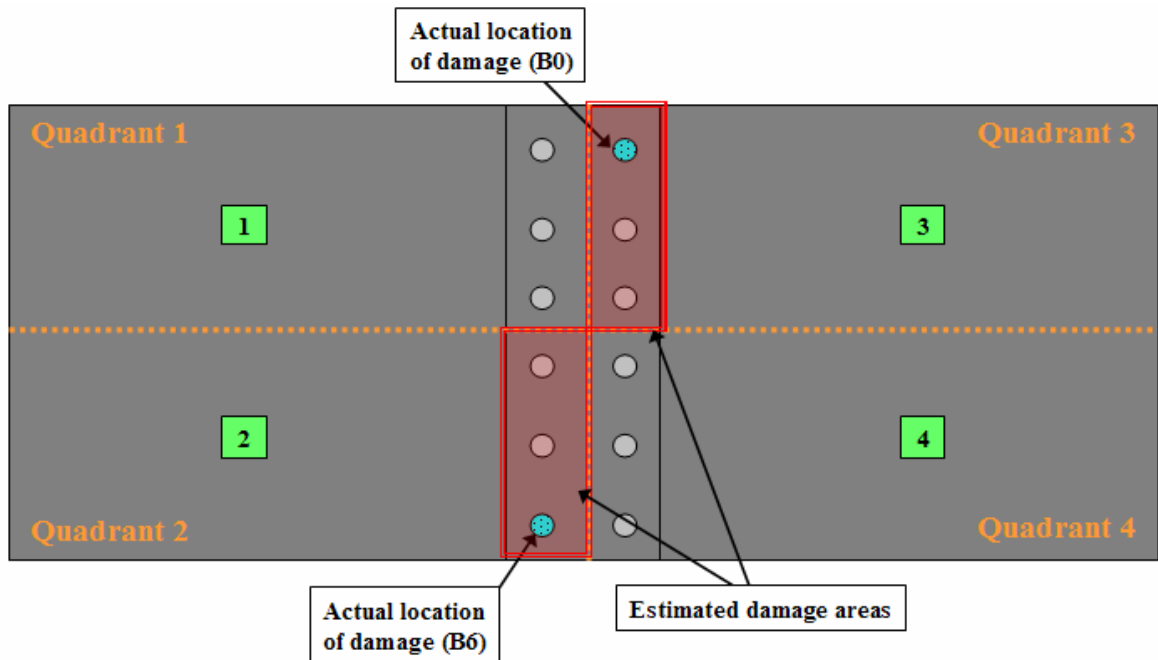 Actual location
of damage (B0)
Quadrant 1
Quadrant 3
1
3
2
4
Quadrant 2
Quadrant 4
Actual location
of damage (B6)
Estimated damage areas